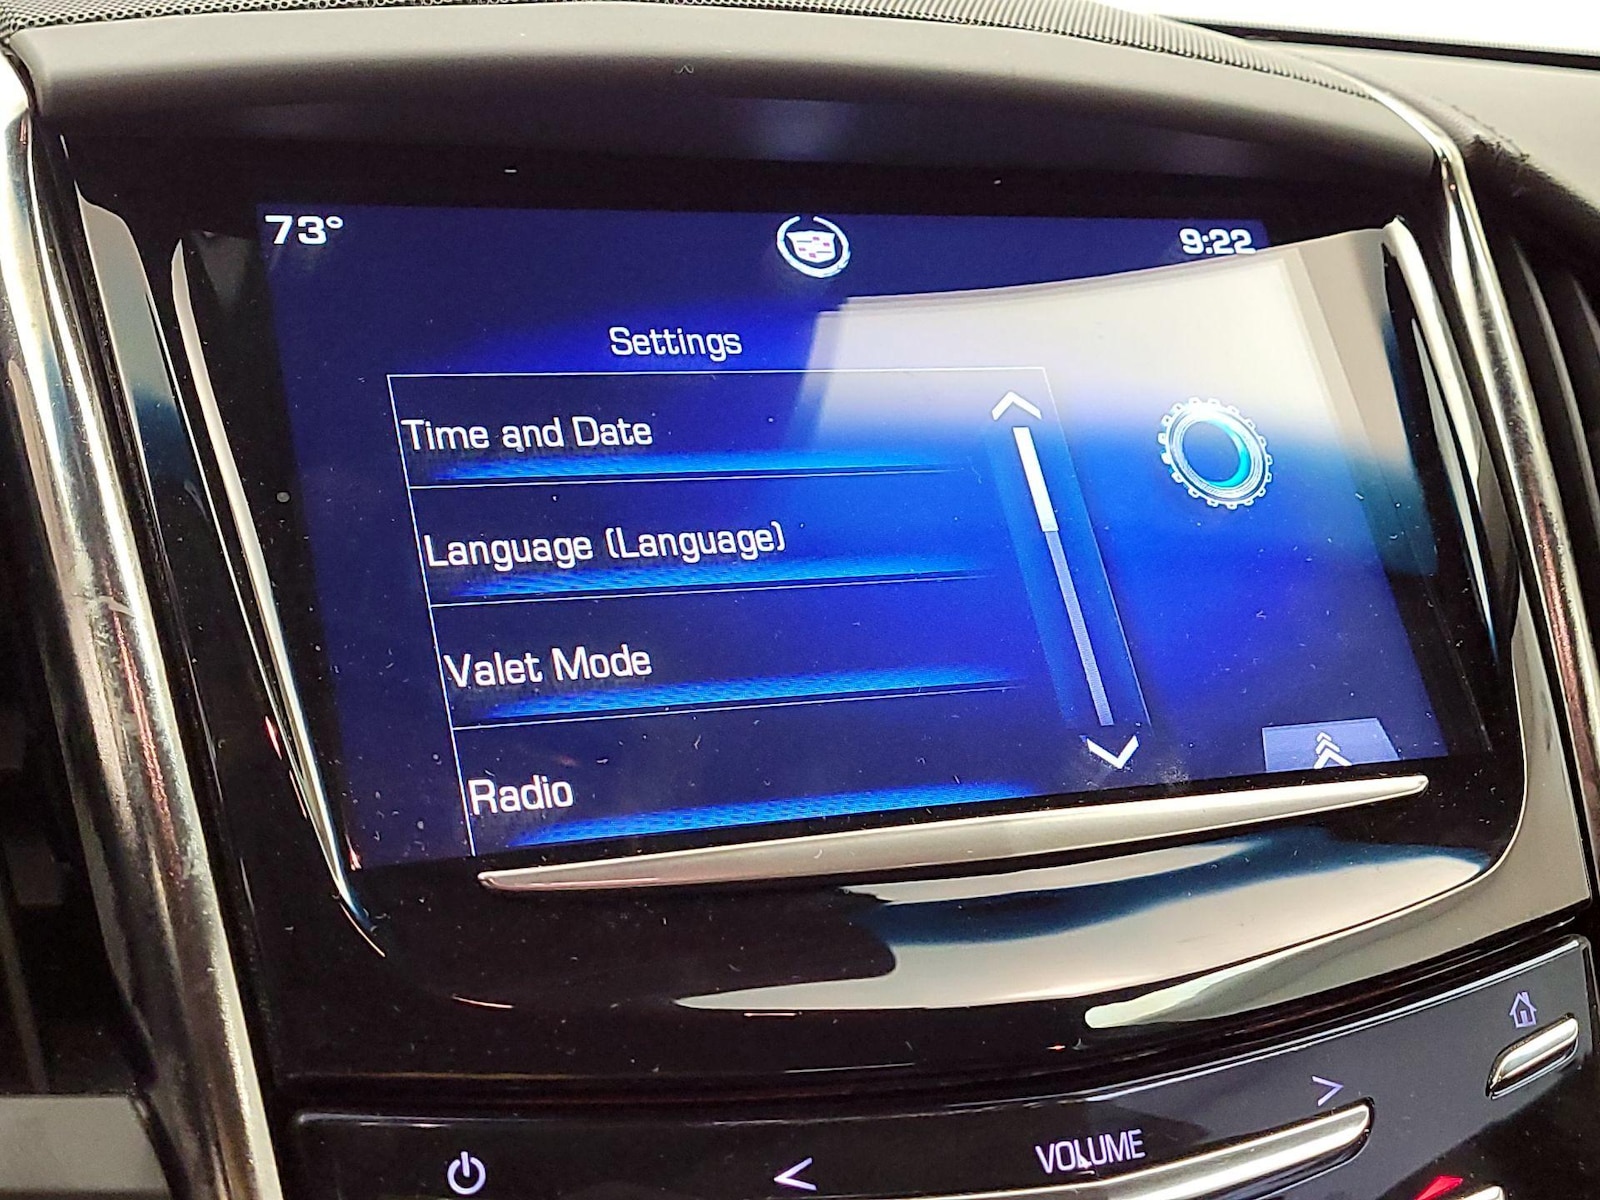 73°
9:22
Settings
Time and Date
Language (Language)
Valet Mode
Radio
VOLUME